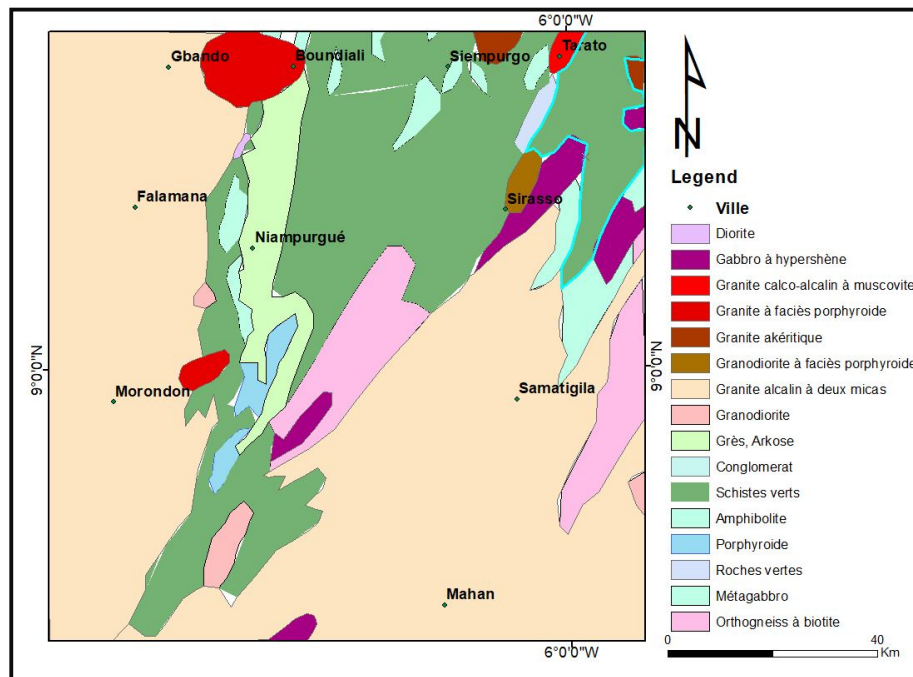 6°0'0"W
Gbando
Boundiali
Siempurgo
Tarato
Falamana
Sirasso
Niampurgué
9°0'0"N
9°0'0"N
Morondon
Samatigila
Mahan
6°0'0"W
N
Legend
Ville
Diorite
Gabbro à hypershène
Granite calco-alcalin à muscovite
Granite à faciès porphyroide
Granite akéritique
Granodiorite à faciès porphyroide
Granite alcalin à deux micas
Granodiorite
Grès, Arkose
Conglomerat
Schistes verts
Amphibolite
Porphyroide
Roches vertes
Métagabbro
Orthogneiss à biotite
0 40
Km